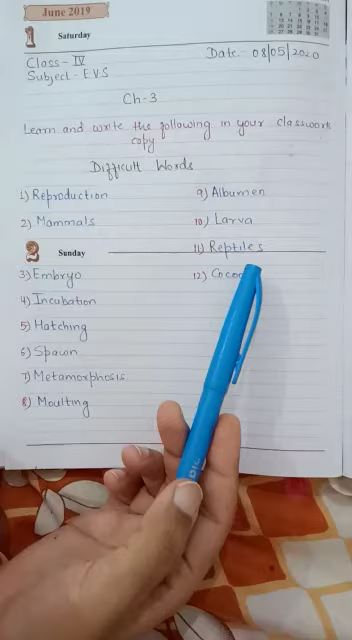 June 2019
1 Saturday
Class - IV
Date:- 08/05/2020
Subject - E.V.S
Ch-3
Learn and write the following in your classwork
copy
Difficult Words
1) Reproduction
9) Albumen
2) Mammals
10) Larva
11) Reptiles
2 Sunday
3) Embryo
12)
4) Incubation
5) Hatching
6) Spawn
7) Metamorphosis
8) Moulting